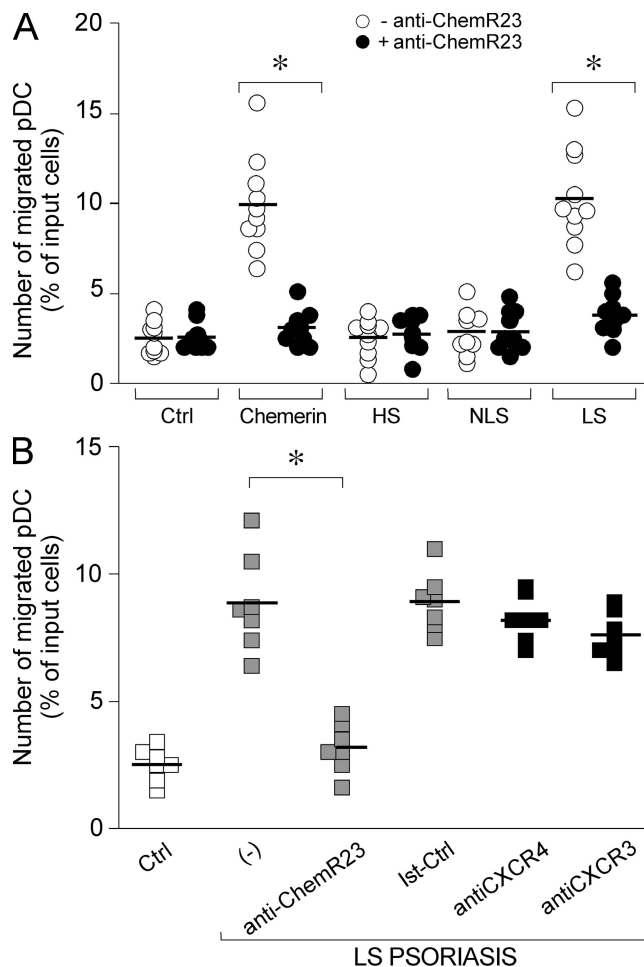 A
- anti-ChemR23
+ anti-ChemR23
Number of migrated pDC
(% of input cells)
20
15
10
5
0
*
*
Ctrl
Chemerin
HS
NLS
LS
B
Number of migrated pDC
(% of input cells)
15
10
5
0
*
Ctrl
(-)
anti-ChemR23
Ist-Ctrl
antiCXCR4
antiCXCR3
LS PSORIASIS